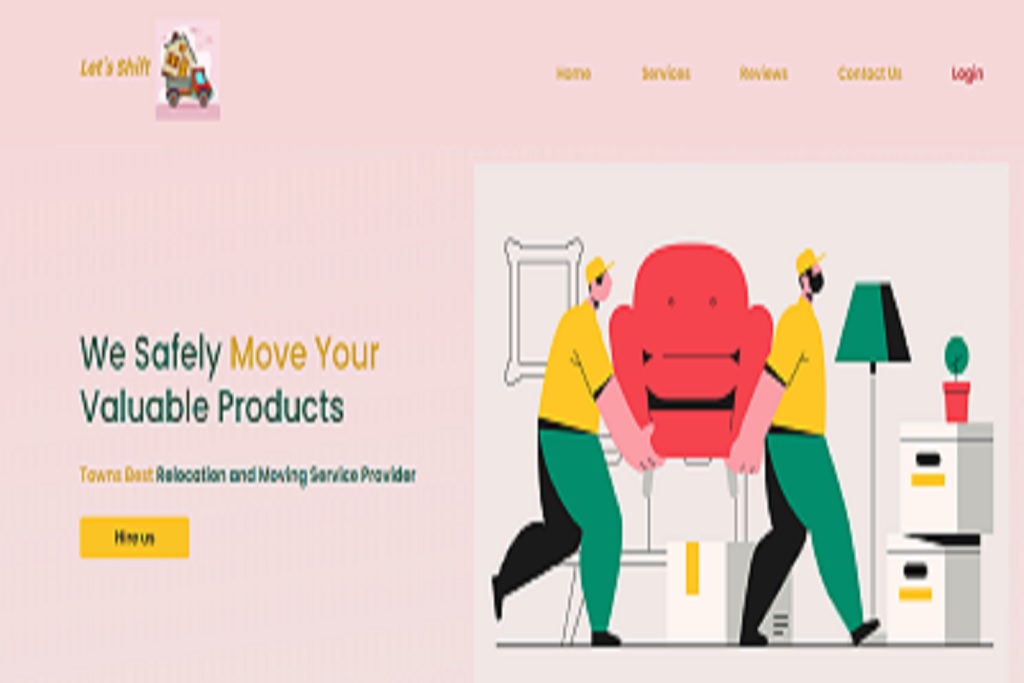 Let's Shift
Home Services Reviews Contact Us Login
We Safely Move Your
Valuable Products
Towns Best Relocation and Moving Service Provider
Hire us